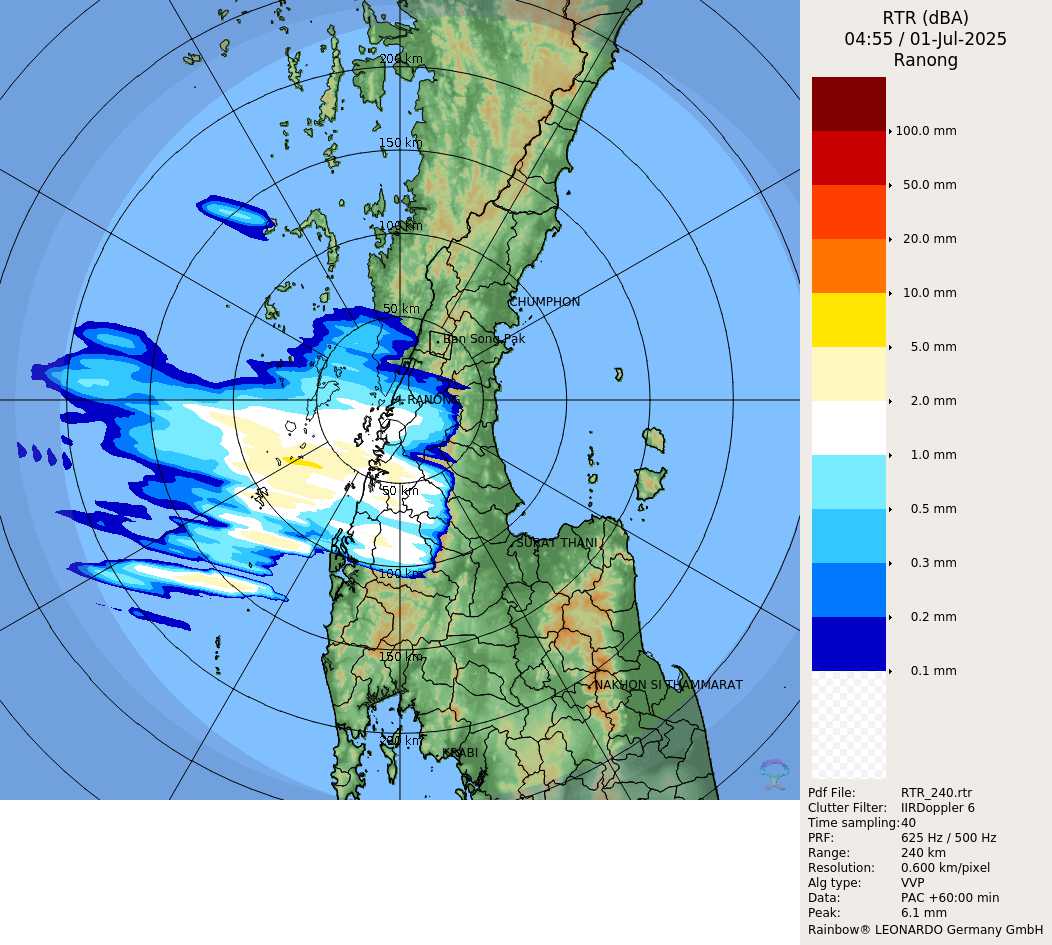 200 km
150 km
100 km
50 km
CHUMPHON
Ban Song Pak
RANONG
50 km
SURAT THANI
100 km
150 km
NAKHON SI THAMMARAT
200 km
KRABI
RTR (dBA)
04:55 / 01-Jul-2025
Ranong
100.0 mm
50.0 mm
20.0 mm
10.0 mm
5.0 mm
2.0 mm
1.0 mm
0.5 mm
0.3 mm
0.2 mm
0.1 mm
Pdf File: RTR_240.rtr
Clutter Filter: IIRDoppler 6
Time sampling: 40
PRF: 625 Hz / 500 Hz
Range: 240 km
Resolution: 0.600 km/pixel
Alg type: VVP
Data: PAC +60:00 min
Peak: 6.1 mm
Rainbow® LEONARDO Germany GmbH